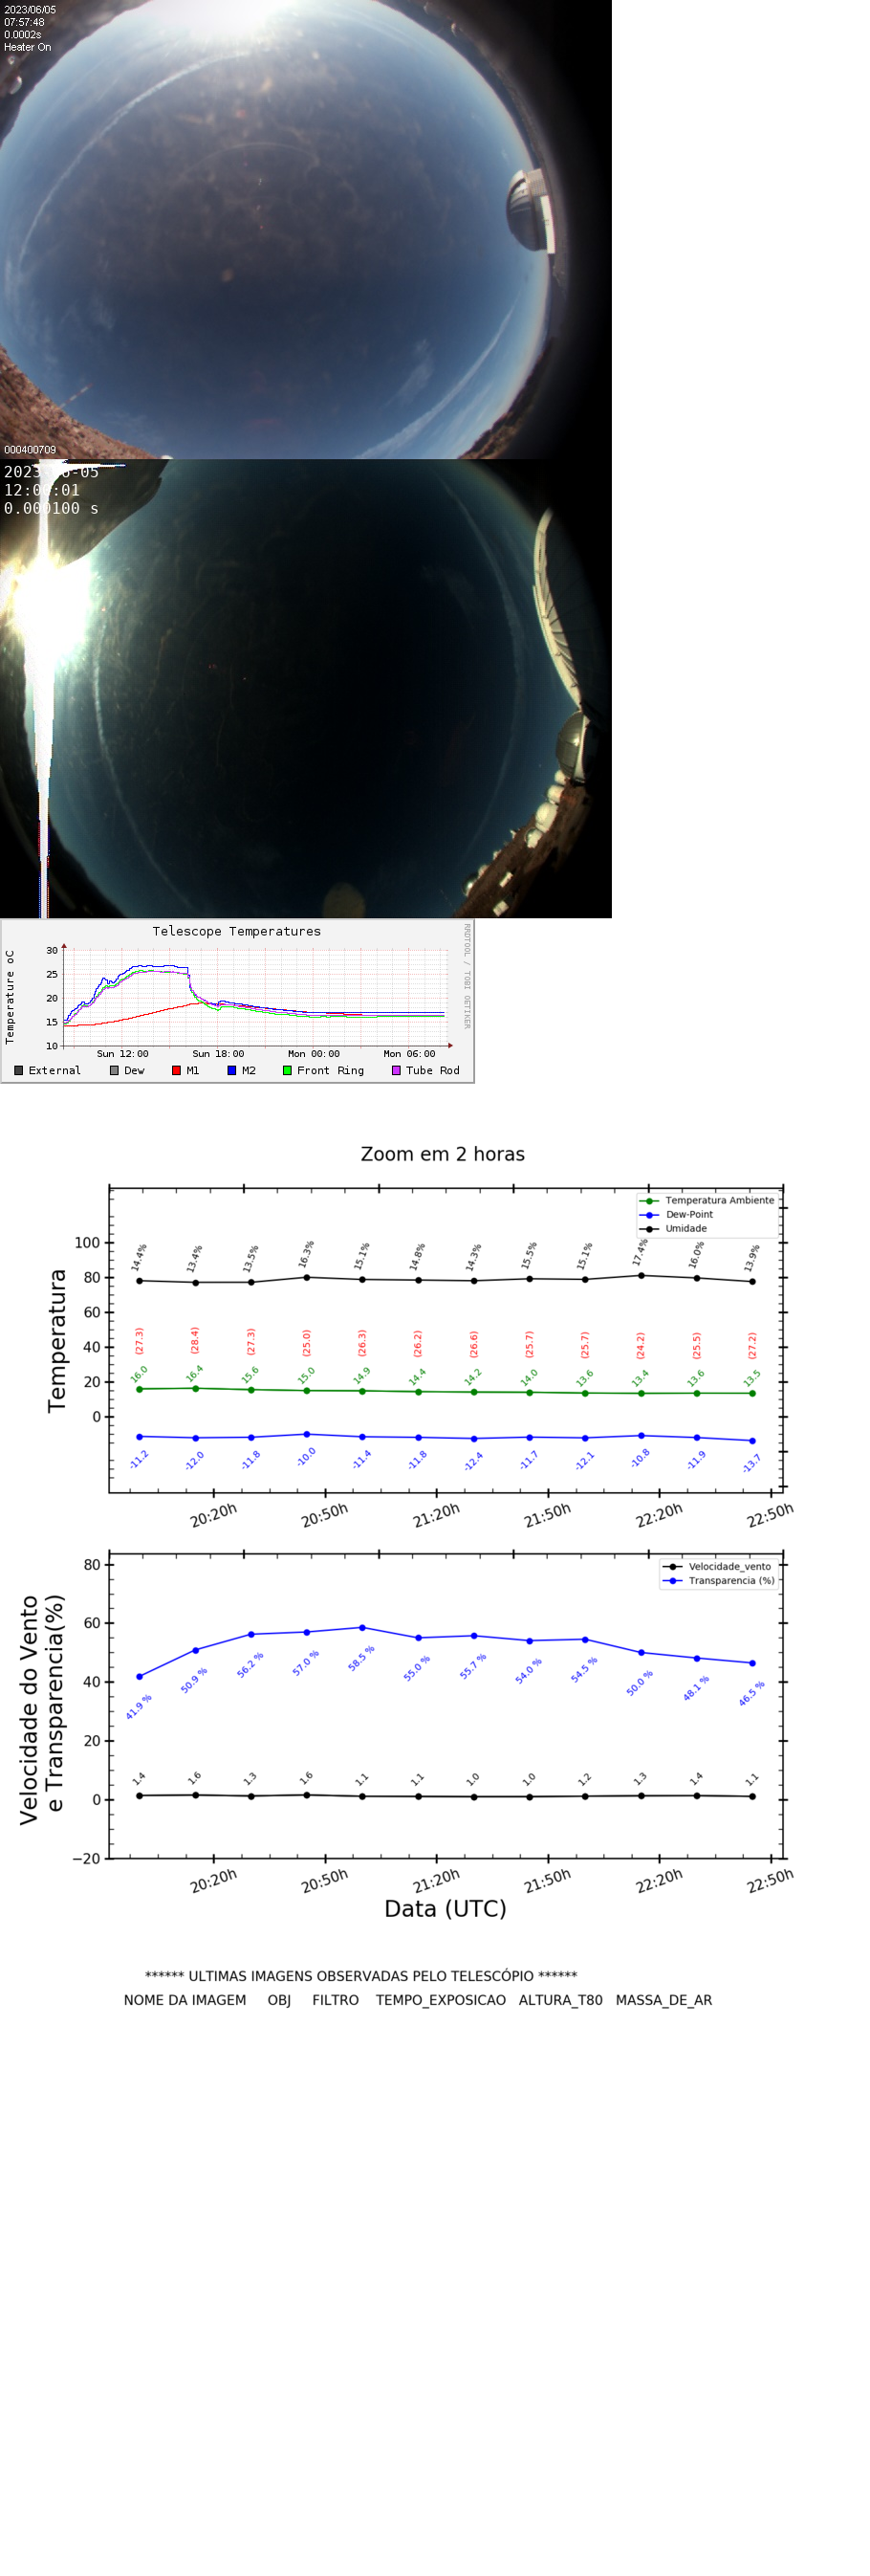 2023/06/05
07:57:48
0.0002s
Heater On
000400709
12:00:01
0.000100 s
Telescope Temperatures
Temperature oC
30
25
20
15
10
Sun 12:00 Sun 18:00 Mon 00:00 Mon 06:00
External Dew M1 M2 Front Ring Tube Rod
RRDTOOL / TOBI OETIKER
Zoom em 2 horas
Temperatura
Temperatura Ambiente
Dew-Point
Umidade
100
80
60
40
20
0
14.4% 13.4% 13.5% 16.3% 15.1% 14.8% 14.3% 15.5% 15.1% 17.4% 16.0% 13.9%
(27.3) (28.4) (27.3) (25.0) (26.3) (26.2) (26.6) (25.7) (25.7) (24.2) (25.5) (27.2)
16.0 16.4 15.6 15.0 14.9 14.4 14.2 14.0 13.6 13.4 13.6 13.5
-11.2 -12.0 -11.8 -10.0 -11.4 -11.8 -12.4 -11.7 -12.1 -10.8 -11.9 -13.7
20:20h 20:50h 21:20h 21:50h 22:20h 22:50h
Velocidade do Vento
e Transparencia(%)
Velocidade_vento
Transparencia (%)
80
60
40
20
0
−20
41.9 % 50.9 % 56.2 % 57.0 % 58.5 % 55.0 % 55.7 % 54.0 % 54.5 % 50.0 % 48.1 % 46.5 %
1.4 1.6 1.3 1.6 1.1 1.1 1.0 1.0 1.2 1.3 1.4 1.1
20:20h 20:50h 21:20h 21:50h 22:20h 22:50h
Data (UTC)
****** ULTIMAS IMAGENS OBSERVADAS PELO TELESCÓPIO ******
NOME DA IMAGEM OBJ FILTRO TEMPO_EXPOSICAO ALTURA_T80 MASSA_DE_AR